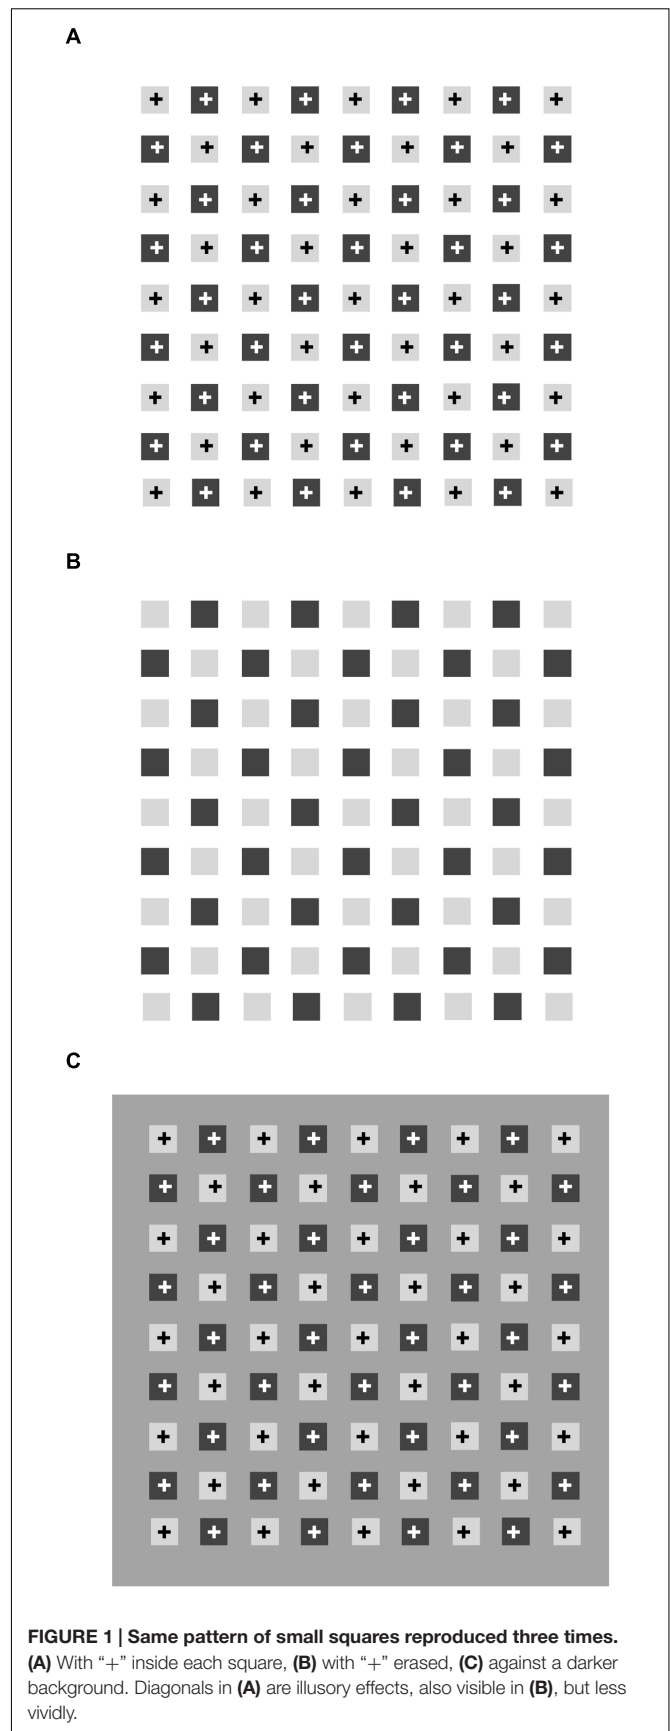 A
+ + + + + + + + +
+ + + + + + + + +
+ + + + + + + + +
+ + + + + + + + +
+ + + + + + + + +
+ + + + + + + + +
+ + + + + + + + +
+ + + + + + + + +
+ + + + + + + + +
B
C
+ + + + + + + + +
+ + + + + + + + +
+ + + + + + + + +
+ + + + + + + + +
+ + + + + + + + +
+ + + + + + + + +
+ + + + + + + + +
+ + + + + + + + +
+ + + + + + + + +
FIGURE 1 | Same pattern of small squares reproduced three times.
(A) With “+” inside each square, (B) with “+” erased, (C) against a darker
background. Diagonals in (A) are illusory effects, also visible in (B), but less
vividly.